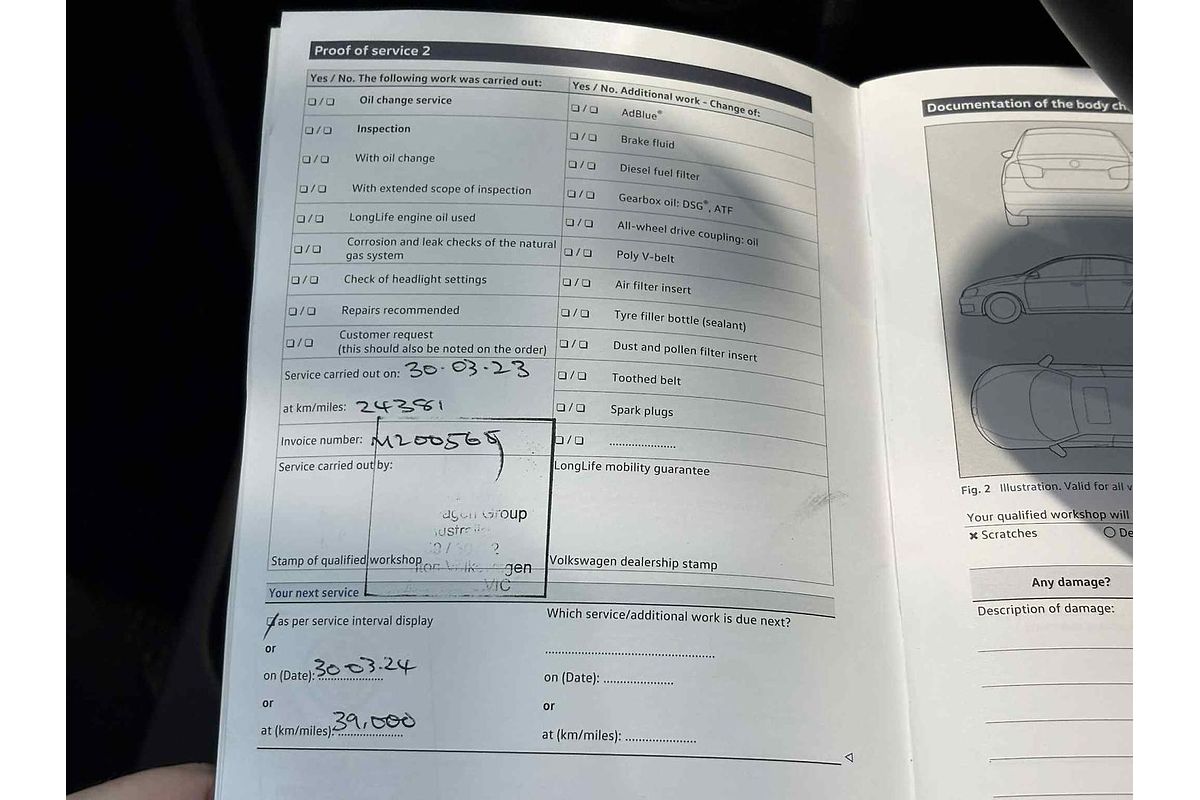 Proof of service 2
Yes / No. The following work was carried out:
❏ / ❏ Oil change service
❏ / ❏ Inspection
❏ / ❏ With oil change
❏ / ❏ With extended scope of inspection
❏ / ❏ LongLife engine oil used
❏ / ❏ Corrosion and leak checks of the natural
gas system
❏ / ❏ Check of headlight settings
❏ / ❏ Repairs recommended
❏ / ❏ Customer request
(this should also be noted on the order)
Service carried out on: 30.03.23
at km/miles: 24381
Invoice number: M200565
Service carried out by:
Group
gen
VIC
Stamp of qualified workshop
Yes / No. Additional work - Change of:
❏ / ❏ AdBlue®
❏ / ❏ Brake fluid
❏ / ❏ Diesel fuel filter
❏ / ❏ Gearbox oil: DSG®, ATF
❏ / ❏ All-wheel drive coupling: oil
❏ / ❏ Poly V-belt
❏ / ❏ Air filter insert
❏ / ❏ Tyre filler bottle (sealant)
❏ / ❏ Dust and pollen filter insert
❏ / ❏ Toothed belt
❏ / ❏ Spark plugs
❏ / ❏ .....................
LongLife mobility guarantee
Volkswagen dealership stamp
Your next service
as per service interval display
or
on (Date): 30.03.24
or
at (km/miles): 39,000
Which service/additional work is due next?
on (Date): .....................
or
at (km/miles): .....................
Documentation of the body ch
Fig. 2 Illustration. Valid for all v
Your qualified workshop will
✖ Scratches
○ De
Any damage?
Description of damage: